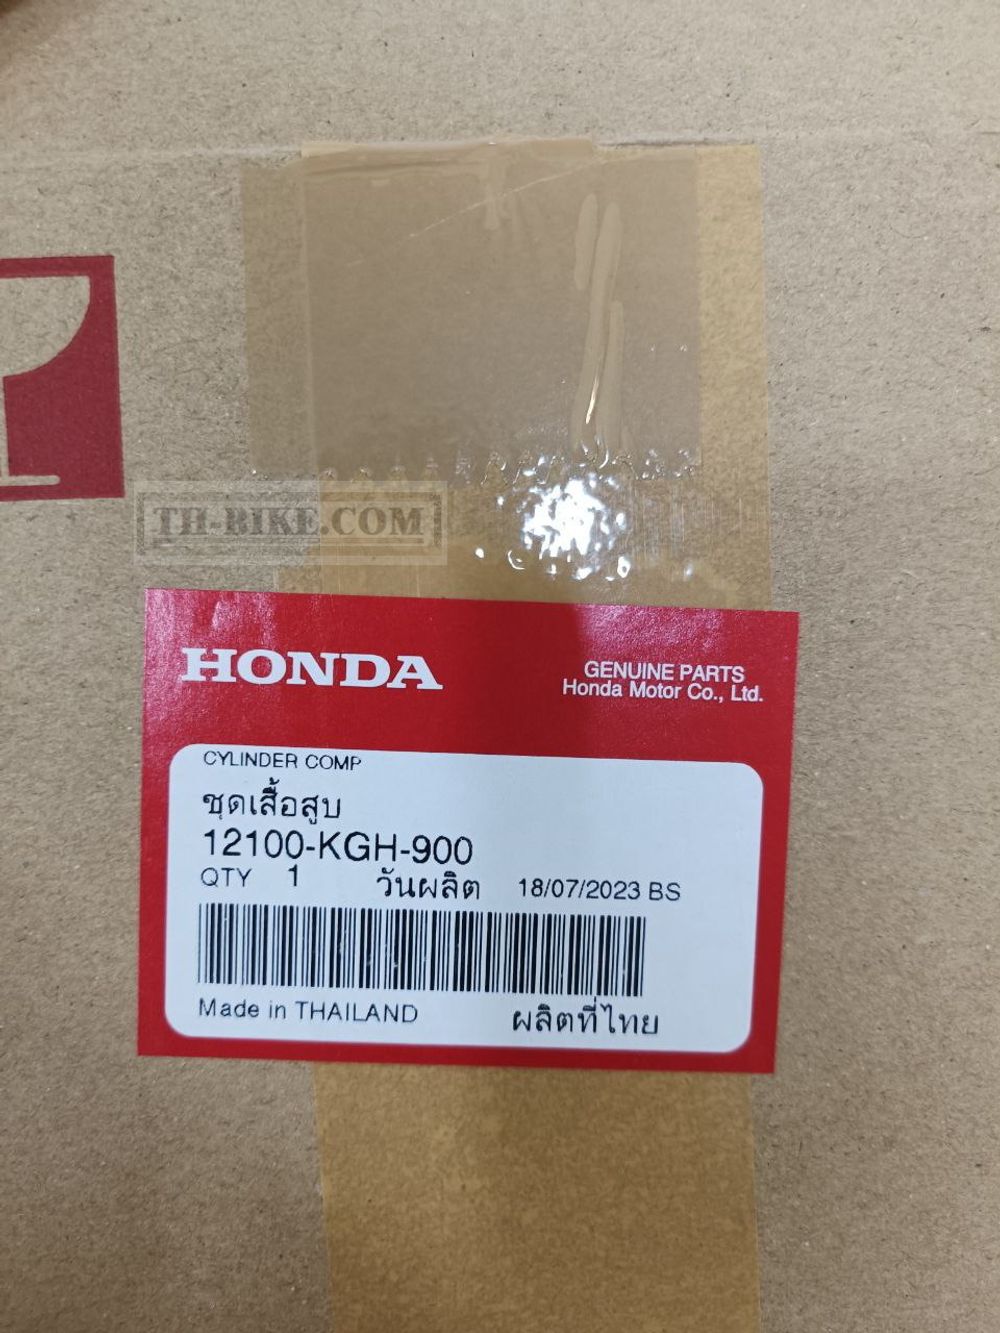 TH-BIKE.COM
HONDA
GENUINE PARTS
Honda Motor Co., Ltd.
CYLINDER COMP
ชุดเสื้อสูบ
12100-KGH-900
QTY 1 วันผลิต 18/07/2023 BS
Made in THAILAND ผลิตที่ไทย